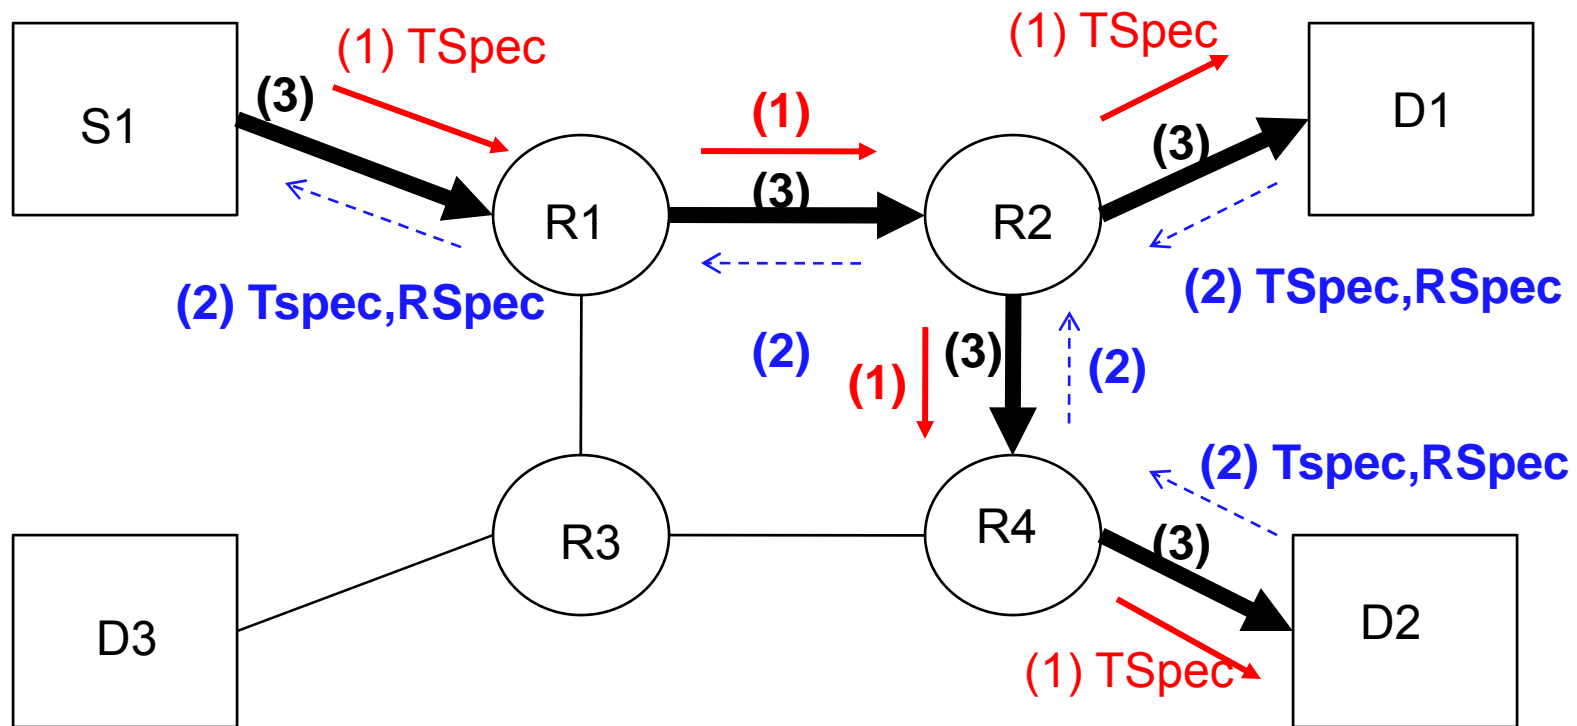 (1) TSpec
(1) TSpec
S1
(3)
(1)
(3)
D1
(3)
R1
R2
(2) Tspec,RSpec
(2) TSpec,RSpec
(2)
(1)
(3)
(2)
(2) Tspec,RSpec
R3
R4
(3)
D3
D2
(1) TSpec